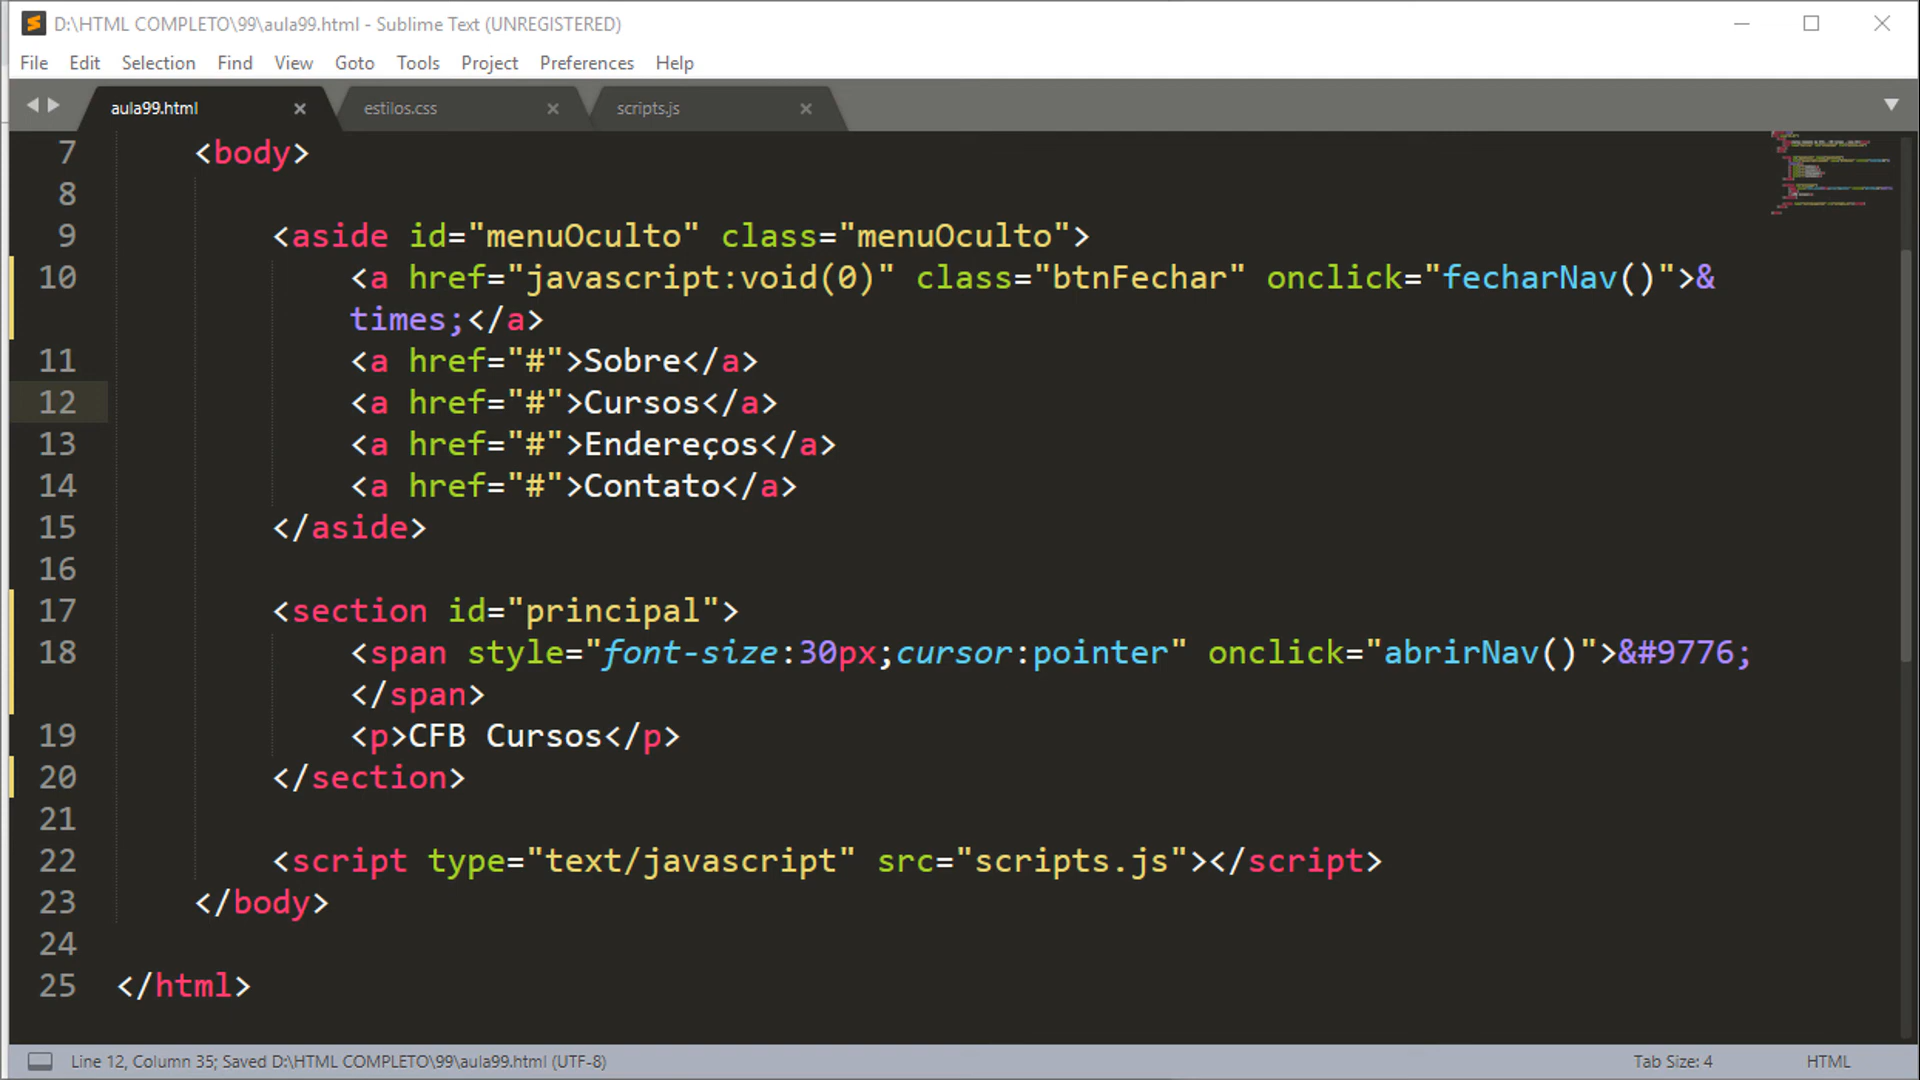 D:\HTML COMPLETO\99\aula99.html - Sublime Text (UNREGISTERED)
File Edit Selection Find View Goto Tools Project Preferences Help
aula99.html estilos.css scripts.js
7 <body>
8
9 <aside id="menuOculto" class="menuOculto">
10 <a href="javascript:void(0)" class="btnFechar" onclick="fecharNav()">&
times;</a>
11 <a href="#">Sobre</a>
12 <a href="#">Cursos</a>
13 <a href="#">Endereços</a>
14 <a href="#">Contato</a>
15 </aside>
16
17 <section id="principal">
18 <span style="font-size:30px;cursor:pointer" onclick="abrirNav()">&#9776;
</span>
19 <p>CFB Cursos</p>
20 </section>
21
22 <script type="text/javascript" src="scripts.js"></script>
23 </body>
24
25 </html>
Line 12, Column 35; Saved D:\HTML COMPLETO\99\aula99.html (UTF-8) Tab Size: 4 HTML